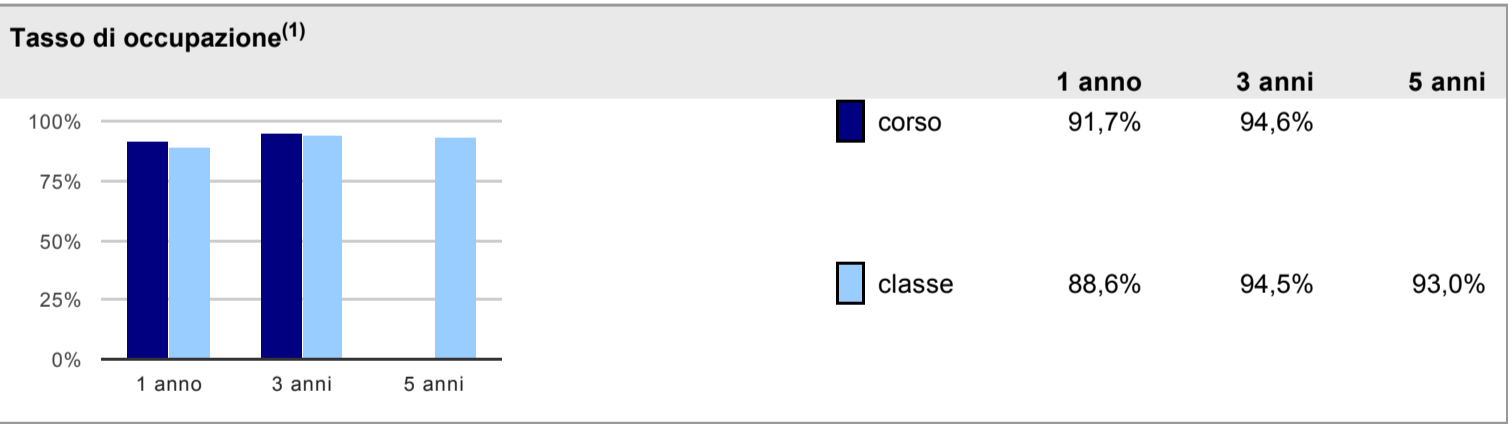 Tasso di occupazione(1)
1 anno 3 anni 5 anni
100%
75%
50%
25%
0%
1 anno 3 anni 5 anni
corso 91,7% 94,6%
classe 88,6% 94,5% 93,0%